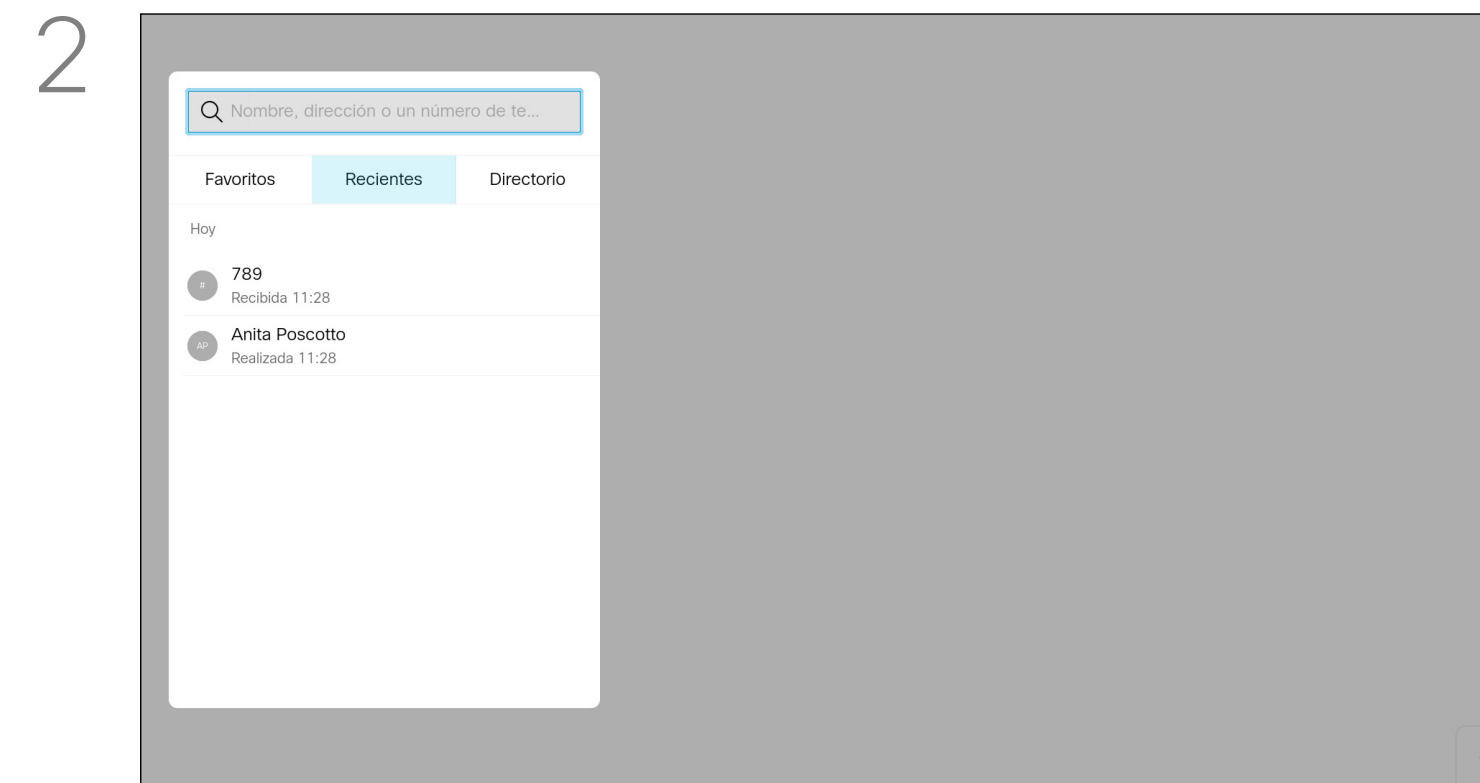 2
Nombre, dirección o un número de te...
Favoritos Recientes Directorio
Hoy
#
789
Recibida 11:28
AP
Anita Poscotto
Realizada 11:28